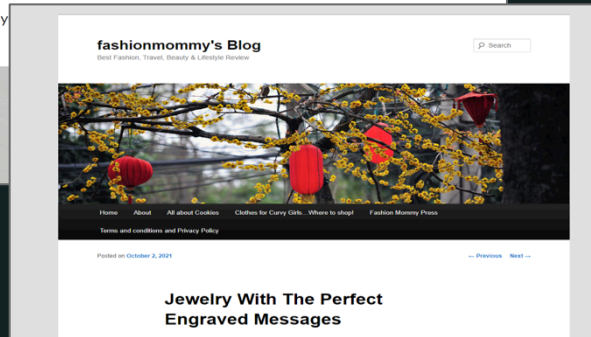 y
fashionmommy's Blog
Best Fashion, Travel, Beauty & Lifestyle Review
Search
Home About All about Cookies Clothes for Curvy Girls...Where to shop! Fashion Mommy Press
Terms and conditions and Privacy Policy
Posted on October 2, 2021
← Previous Next →
Jewelry With The Perfect
Engraved Messages